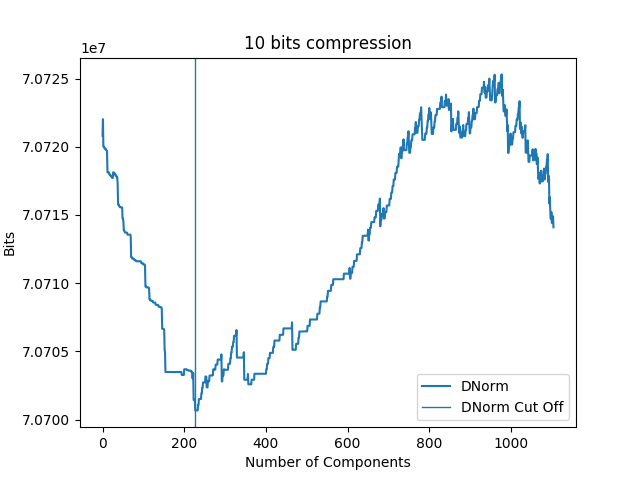 10 bits compression
1e7
7.0725
7.0720
7.0715
7.0710
7.0705
7.0700
Bits
0 200 400 600 800 1000
Number of Components
DNorm
DNorm Cut Off